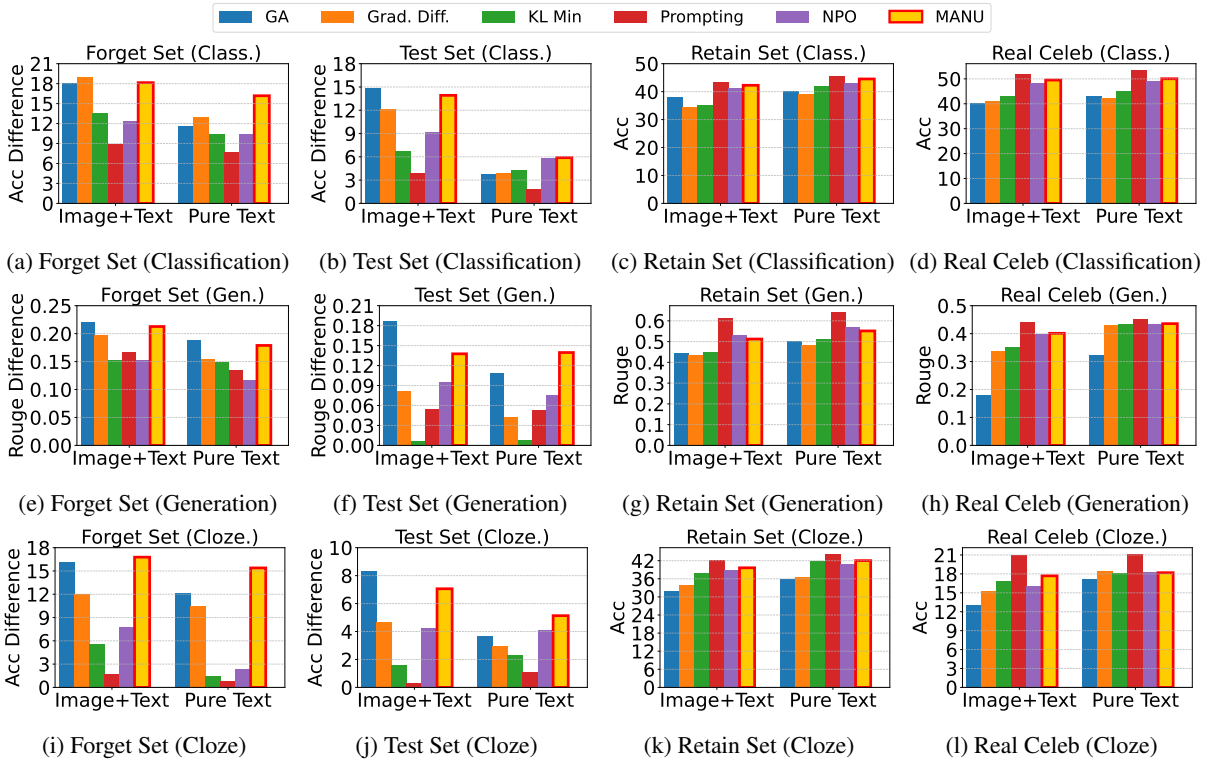 GA Grad. Diff. KL Min Prompting NPO MANU
Forget Set (Class.)
Acc Difference
21
18
15
12
9
6
3
0
Image+Text Pure Text
(a) Forget Set (Classification)
Test Set (Class.)
Acc Difference
18
15
12
9
6
3
0
Image+Text Pure Text
(b) Test Set (Classification)
Retain Set (Class.)
Acc
50
40
30
20
10
0
Image+Text Pure Text
(c) Retain Set (Classification)
Real Celeb (Class.)
Acc
50
40
30
20
10
0
Image+Text Pure Text
(d) Real Celeb (Classification)
Forget Set (Gen.)
Rouge Difference
0.25
0.20
0.15
0.10
0.05
0.00
Image+Text Pure Text
(e) Forget Set (Generation)
Test Set (Gen.)
Rouge Difference
0.21
0.18
0.15
0.12
0.09
0.06
0.03
0.00
Image+Text Pure Text
(f) Test Set (Generation)
Retain Set (Gen.)
Rouge
0.6
0.5
0.4
0.3
0.2
0.1
0.0
Image+Text Pure Text
(g) Retain Set (Generation)
Real Celeb (Gen.)
Rouge
0.5
0.4
0.3
0.2
0.1
0.0
Image+Text Pure Text
(h) Real Celeb (Generation)
Forget Set (Cloze.)
Acc Difference
18
15
12
9
6
3
0
Image+Text Pure Text
(i) Forget Set (Cloze)
Test Set (Cloze.)
Acc Difference
10
8
6
4
2
0
Image+Text Pure Text
(j) Test Set (Cloze)
Retain Set (Cloze.)
Acc
42
36
30
24
18
12
6
0
Image+Text Pure Text
(k) Retain Set (Cloze)
Real Celeb (Cloze.)
Acc
21
18
15
12
9
6
3
0
Image+Text Pure Text
(l) Real Celeb (Cloze)